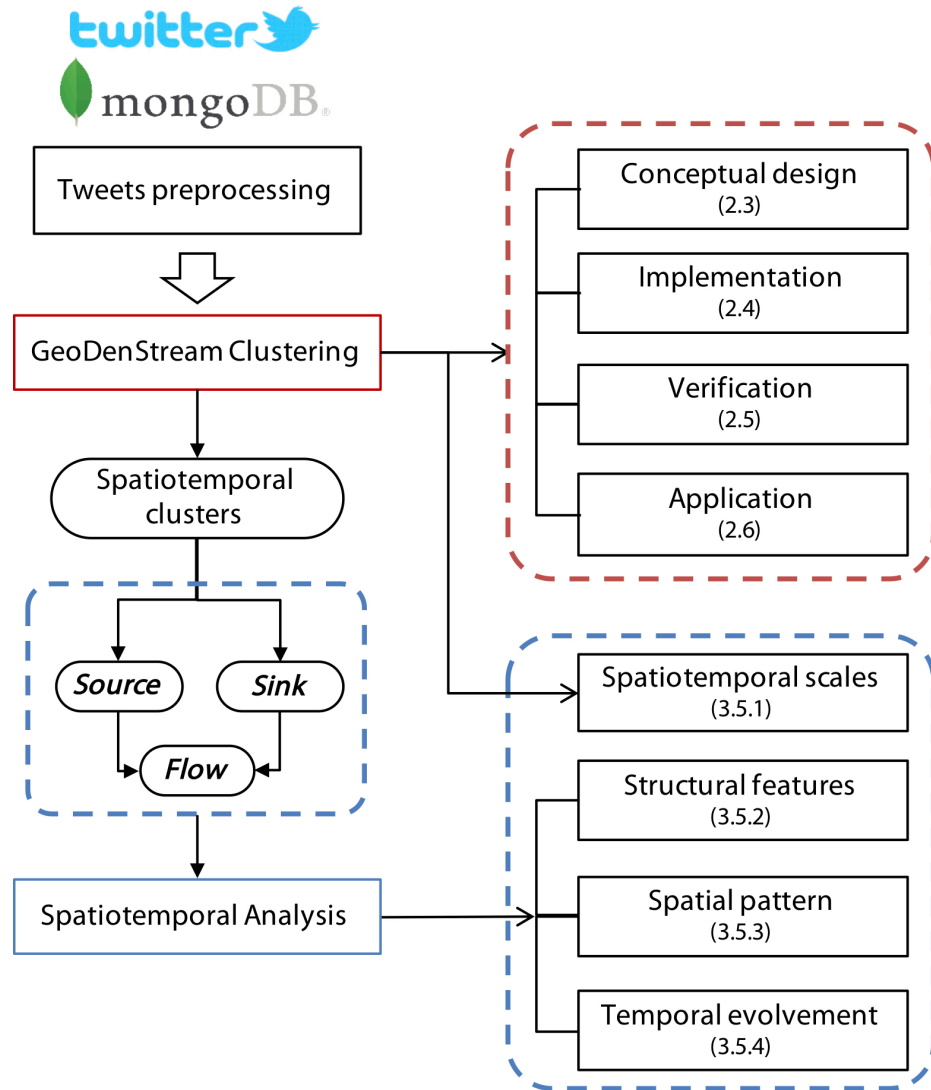 twitter
mongoDB®
Tweets preprocessing
GeoDenStream Clustering
Spatiotemporal
clusters
Source
Sink
Flow
Spatiotemporal Analysis
Conceptual design
(2.3)
Implementation
(2.4)
Verification
(2.5)
Application
(2.6)
Spatiotemporal scales
(3.5.1)
Structural features
(3.5.2)
Spatial pattern
(3.5.3)
Temporal evolvement
(3.5.4)